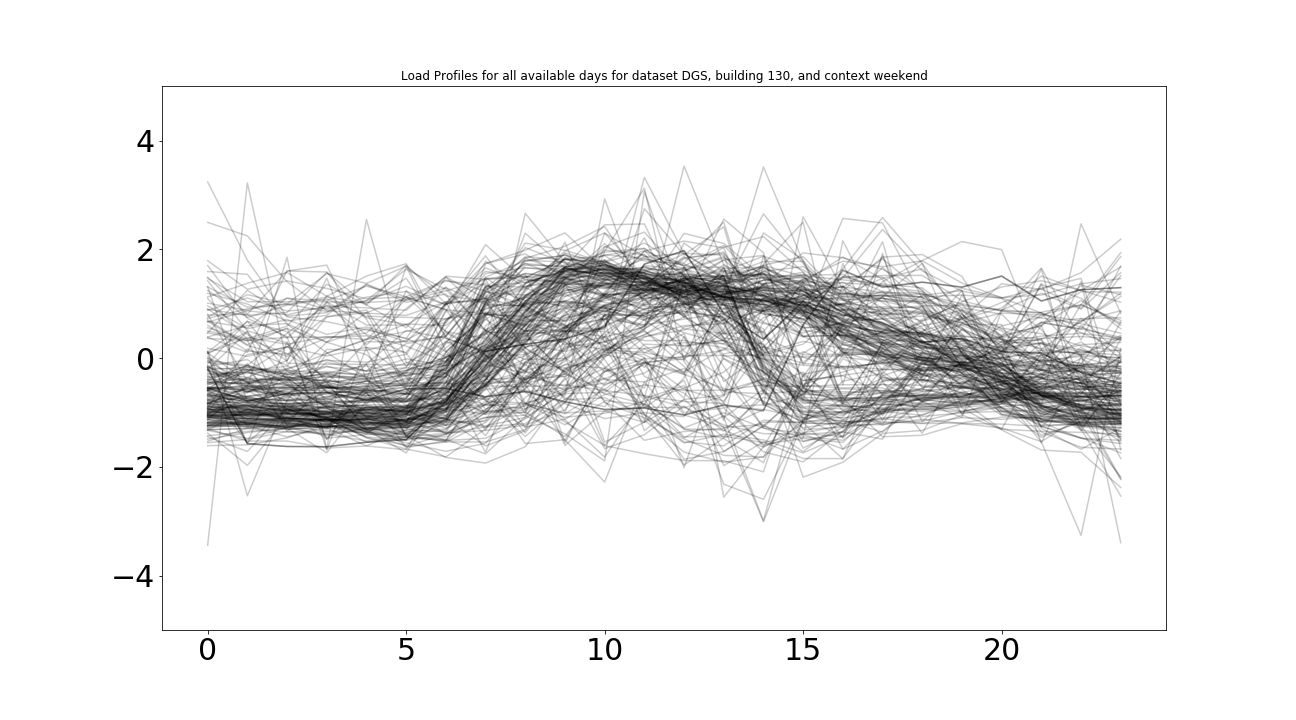 Load Profiles for all available days for dataset DGS, building 130, and context weekend
4
2
0
−2
−4
0 5 10 15 20